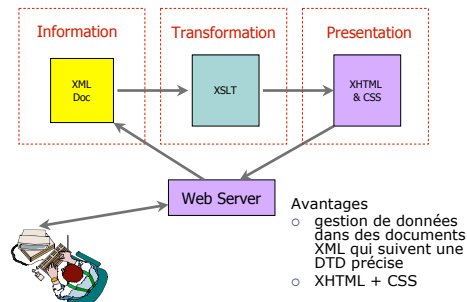 Information
Transformation
Presentation
XML
Doc
XSLT
XHTML
& CSS
Web Server
Avantages
○ gestion de données
dans des documents
XML qui suivent une
DTD précise
○ XHTML + CSS